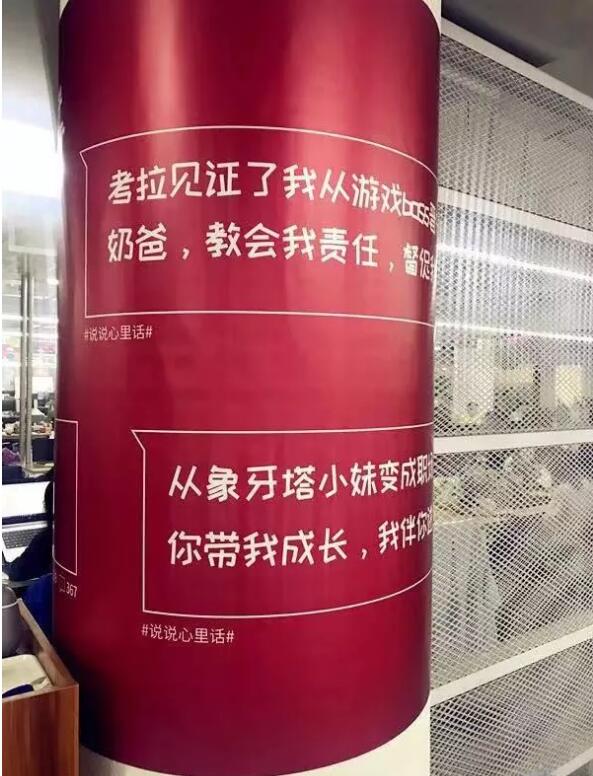 考拉见证了我从游戏boss
奶爸，教会我责任，督促
#说说心里话#
从象牙塔小妹变成职
你带我成长，我伴你
#说说心里话#
367